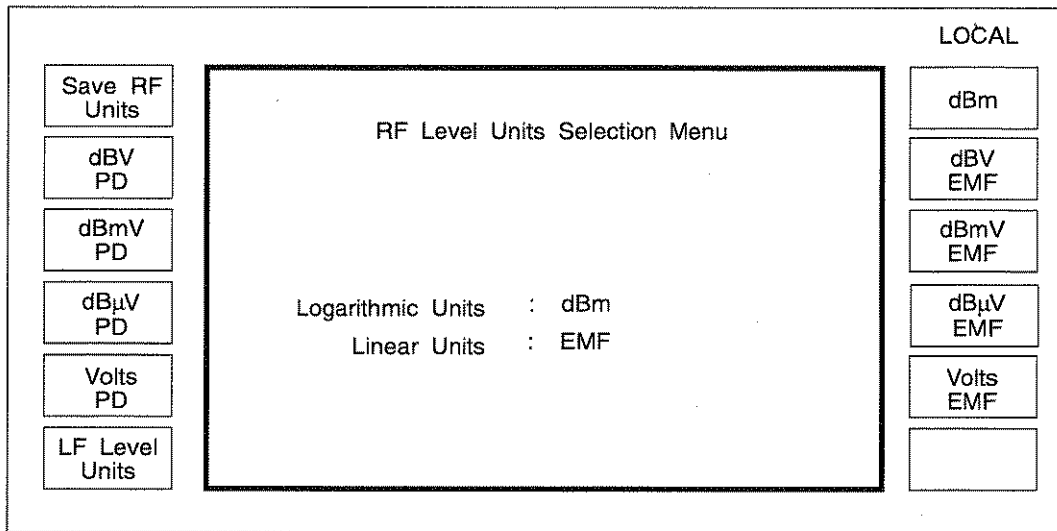 LOCAL
Save RF
Units
dBV
PD
dBmV
PD
dBµV
PD
Volts
PD
LF Level
Units
RF Level Units Selection Menu
Logarithmic Units : dBm
Linear Units : EMF
dBm
dBV
EMF
dBmV
EMF
dBµV
EMF
Volts
EMF